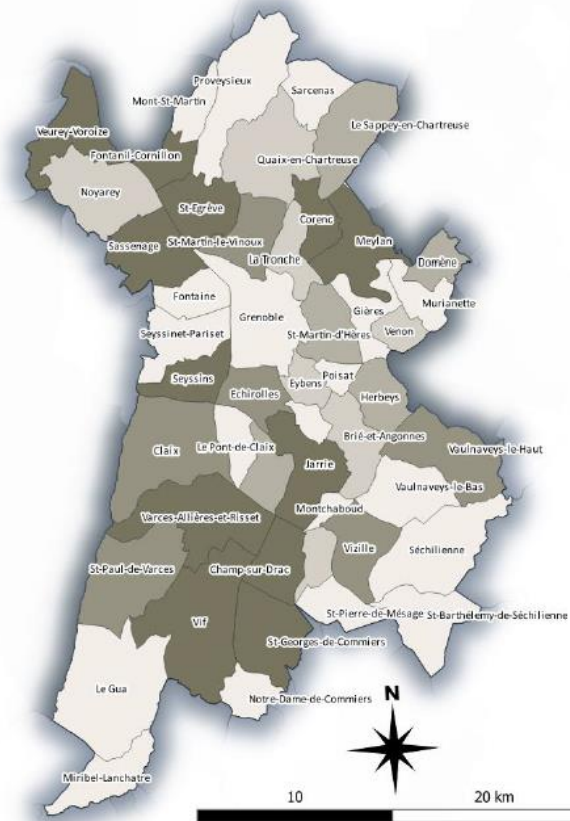 Proveysieux
Sarcenas
Mont-St-Martin
Le Sappey-en-Chartreuse
Veurey-Voroize
Fontanil-Cornillon
Quaix-en-Chartreuse
Noyarey
St-Egrève
Corenc
Sassenage
St-Martin-le-Vinoux
Meylan
La Tronche
Domène
Fontaine
Gières
Murianette
Grenoble
Seyssinet-Pariset
St-Martin-d'Hères
Venon
Poisat
Seyssins
Eybens
Echirolles
Herbeys
Brié-et-Angonnes
Claix
Le Pont-de-Claix
Vaulnaveys-le-Haut
Jarrie
Vaulnaveys-le-Bas
Montchaboud
Varces-Allières-et-Risset
Vizille
Séchilienne
St-Paul-de-Varces
Champ-sur-Drac
St-Pierre-de-Mésage
St-Barthélemy-de-Séchilienne
Vif
St-Georges-de-Commiers
Le Gua
Notre-Dame-de-Commiers
N
Miribel-Lanchatre
10
20 km